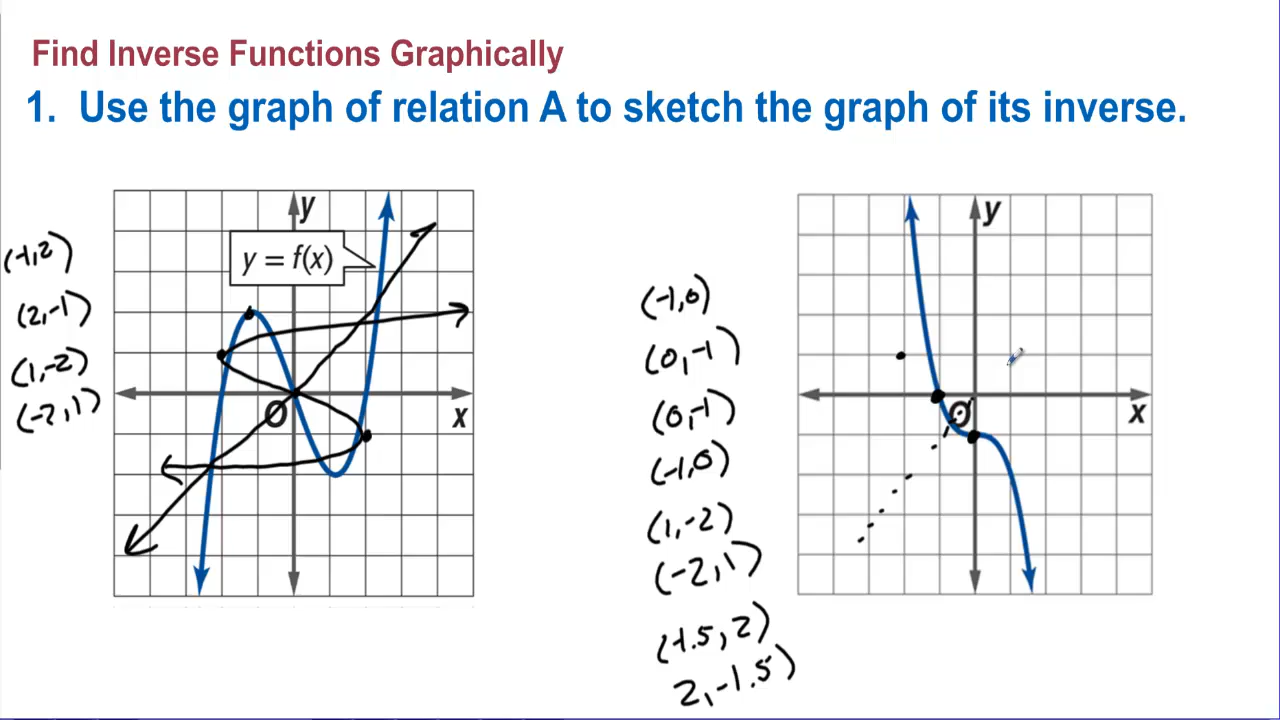 Find Inverse Functions Graphically
1. Use the graph of relation A to sketch the graph of its inverse.
y
y = f(x)
x
O
(-1,2)
(2,-1)
(1,-2)
(-2,1)
y
x
O
(-1,0)
(0,-1)
(0,-1)
(-1,0)
(1,-2)
(-2,1)
(-1.5,2)
2,-1.5)